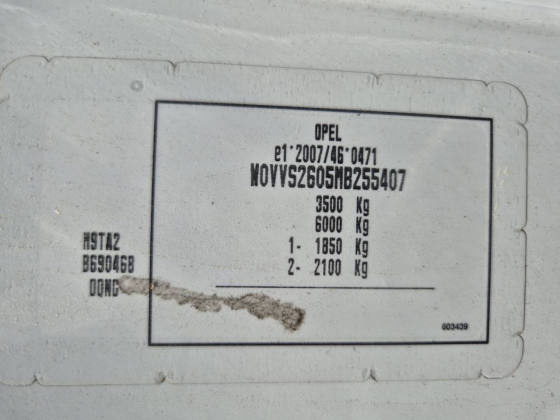 OPEL
e1*2007/46*0471
W0VVS2605MB255407
3500 Kg
6000 Kg
1- 1850 Kg
2- 2100 Kg
M9TA2
B690468
603439